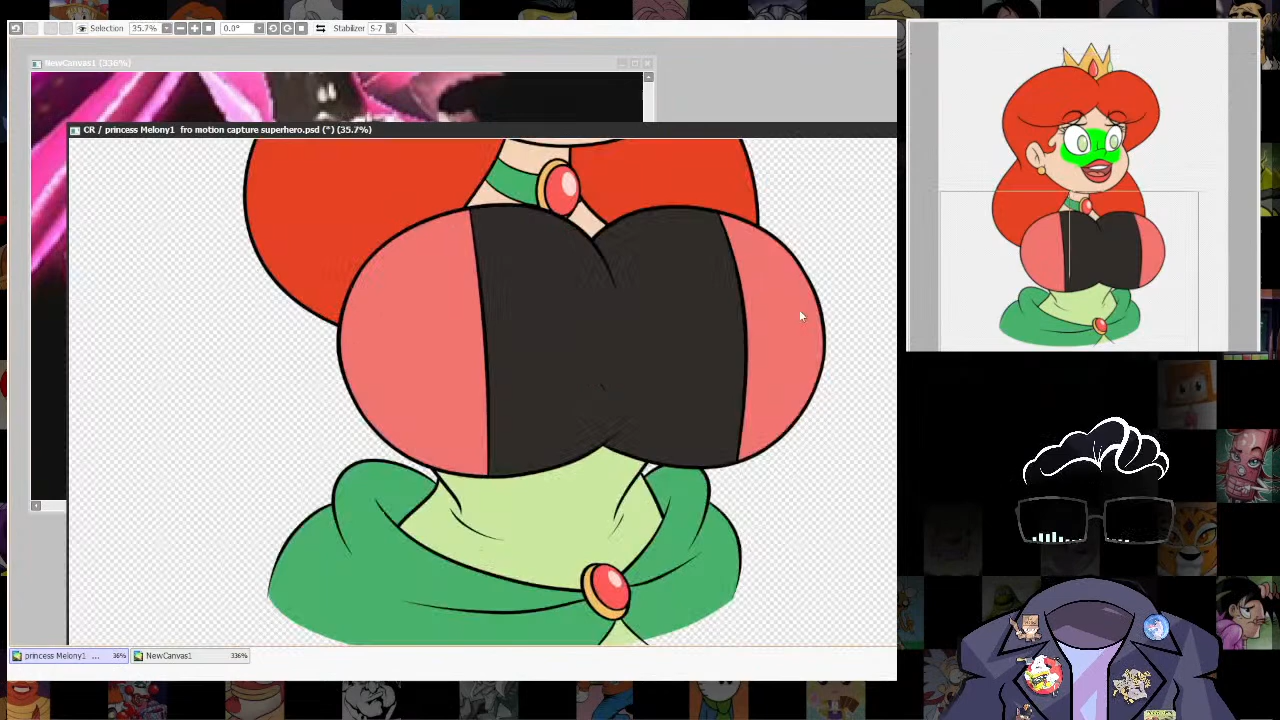 Selection 35.7% 0.0° Stabilizer S-7
NewCanvas1 (336%)
CR / princess Melony1 fro motion capture superhero.psd (*) (35.7%)
princess Melony1 ... 36% NewCanvas1 336%